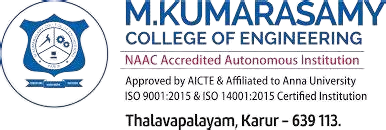 M.KUMARASAMY
COLLEGE OF ENGINEERING
NAAC Accredited Autonomous Institution
Approved by AICTE & Affiliated to Anna University
ISO 9001:2015 & ISO 14001:2015 Certified Institution
Thalavapalayam, Karur – 639 113.